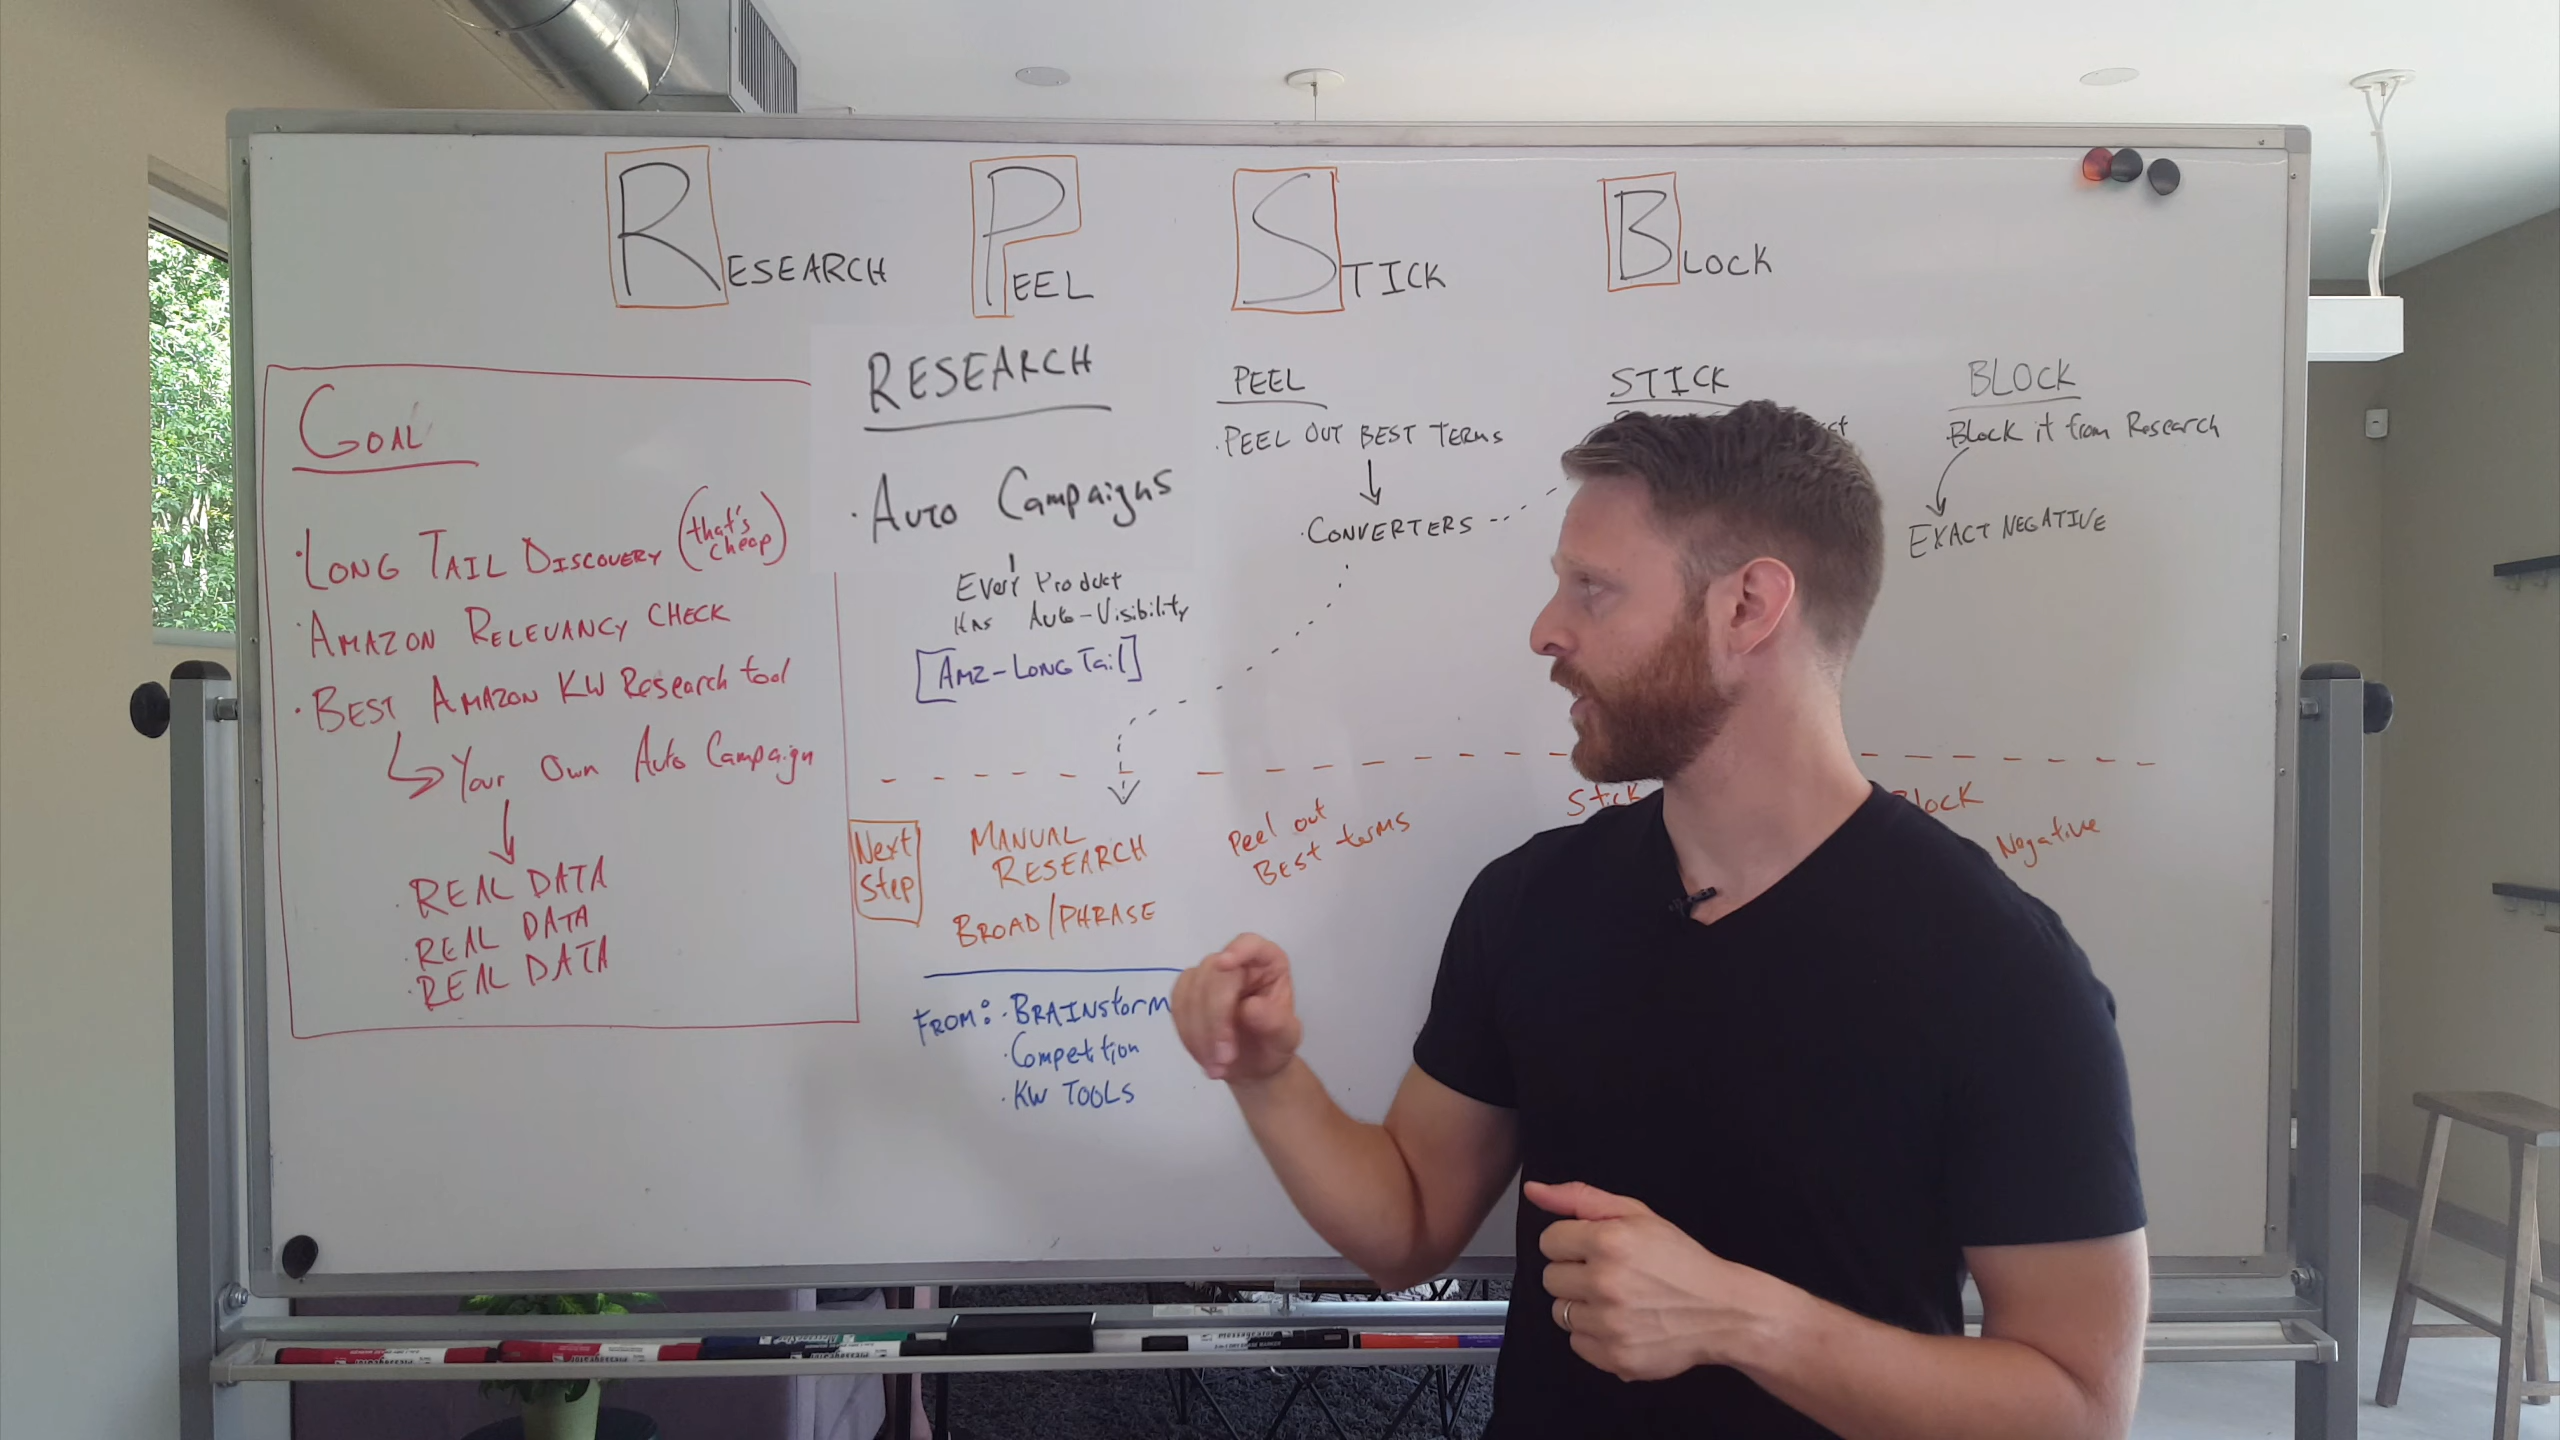 RESEARCH PEEL STICK BLOCK
GOAL
· LONG TAIL DISCOVERY (that's cheap)
· AMAZON RELEVANCY CHECK
· BEST AMAZON KW Research tool
Your Own Auto Campaign
· REAL DATA
· REAL DATA
· REAL DATA
RESEARCH
· AUTO Campaigns
Every Product
Has Auto-Visibility
[AMZ-LONG Tail]
PEEL
· PEEL OUT BEST TERMS
· CONVERTERS
STICK
BLOCK
Block it from Research
EXACT NEGATIVE
Next
Step
MANUAL
RESEARCH
BROAD/PHRASE
Peel out
Best terms
Stick
Block
Negative
FROM: · BRAINStorm
· Competition
· KW TOOLS